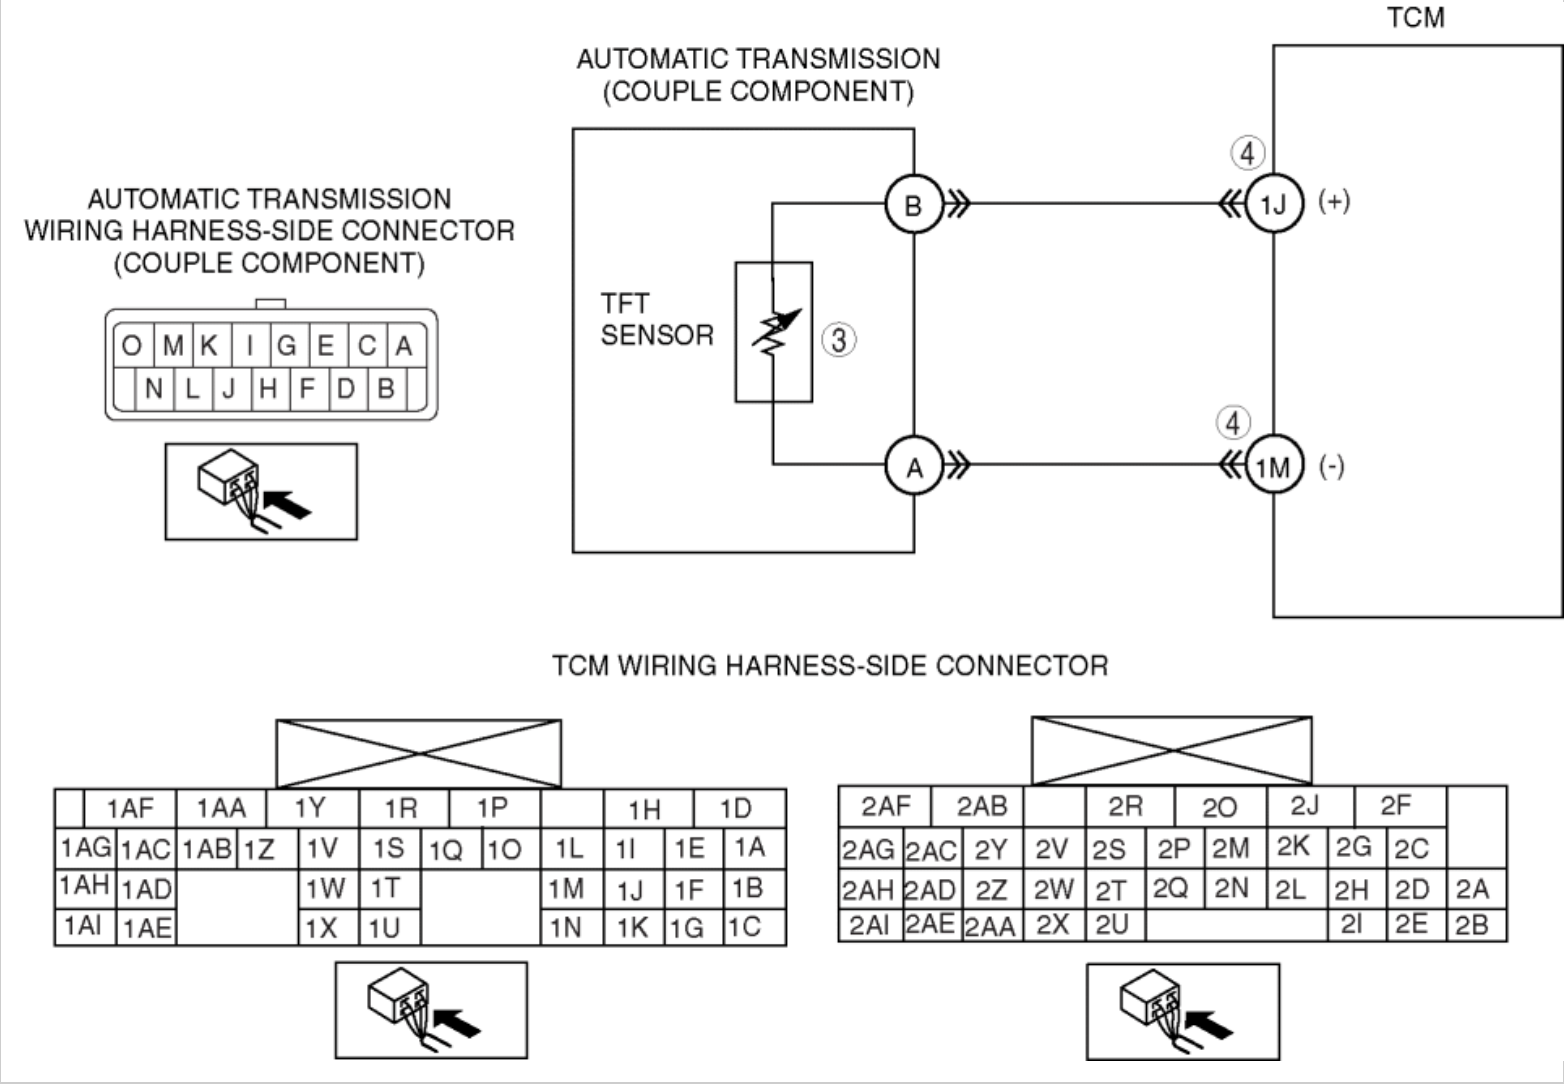 TCM
AUTOMATIC TRANSMISSION
(COUPLE COMPONENT)
4
B
1J
(+)
AUTOMATIC TRANSMISSION
WIRING HARNESS-SIDE CONNECTOR
(COUPLE COMPONENT)
TFT
SENSOR
3
O M K I G E C A
N L J H F D B
4
A
1M
(-)
TCM WIRING HARNESS-SIDE CONNECTOR
1AF 1AA 1Y 1R 1P 1H 1D
1AG 1AC 1AB 1Z 1V 1S 1Q 1O 1L 1I 1E 1A
1AH 1AD 1W 1T 1M 1J 1F 1B
1AI 1AE 1X 1U 1N 1K 1G 1C
2AF 2AB 2R 2O 2J 2F
2AG 2AC 2Y 2V 2S 2P 2M 2K 2G 2C
2AH 2AD 2Z 2W 2T 2Q 2N 2L 2H 2D 2A
2AI 2AE 2AA 2X 2U 2I 2E 2B